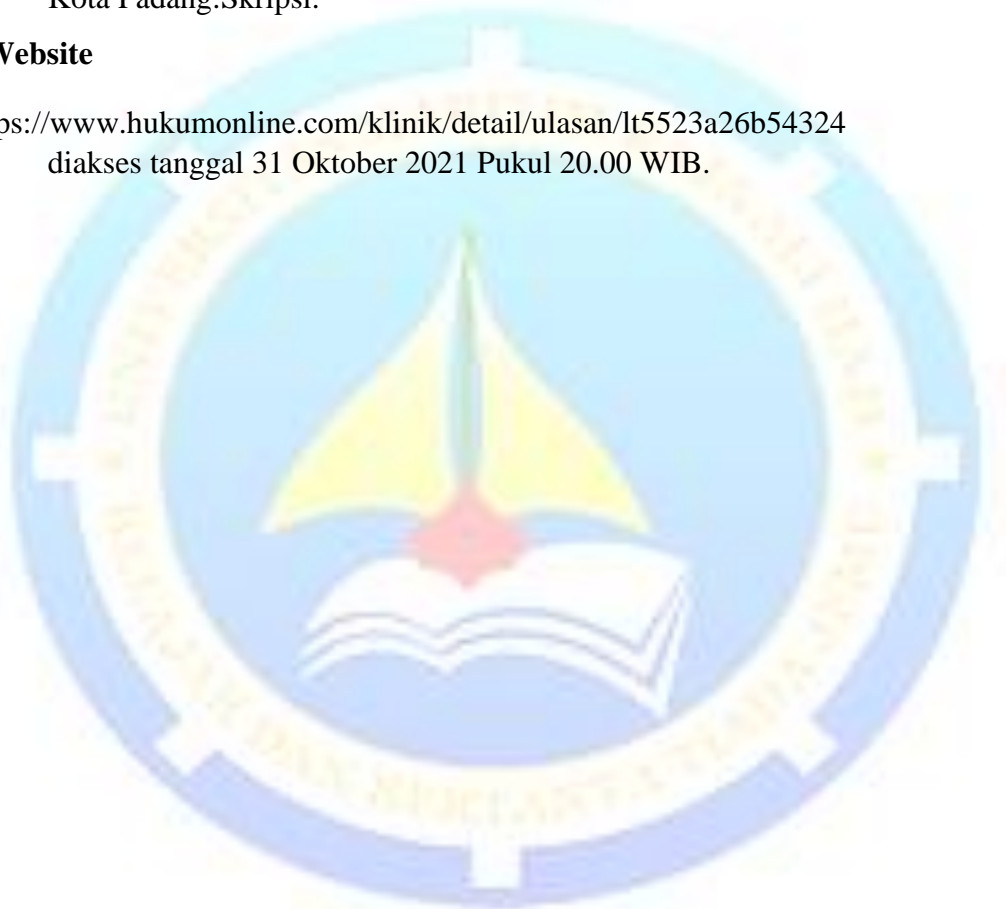 Kota Padang.Skripsi.
Website
ps://www.hukumonline.com/klinik/detail/ulasan/lt5523a26b54324
diakses tanggal 31 Oktober 2021 Pukul 20.00 WIB.